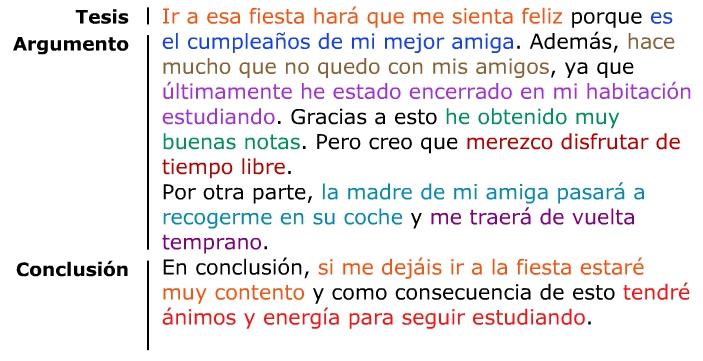 Tesis Ir a esa fiesta hará que me sienta feliz porque es
Argumento el cumpleaños de mi mejor amiga. Además, hace
mucho que no quedo con mis amigos, ya que
últimamente he estado encerrado en mi habitación
estudiando. Gracias a esto he obtenido muy
buenas notas. Pero creo que merezco disfrutar de
tiempo libre.
Por otra parte, la madre de mi amiga pasará a
recogerme en su coche y me traerá de vuelta
temprano.
Conclusión En conclusión, si me dejáis ir a la fiesta estaré
muy contento y como consecuencia de esto tendré
ánimos y energía para seguir estudiando.